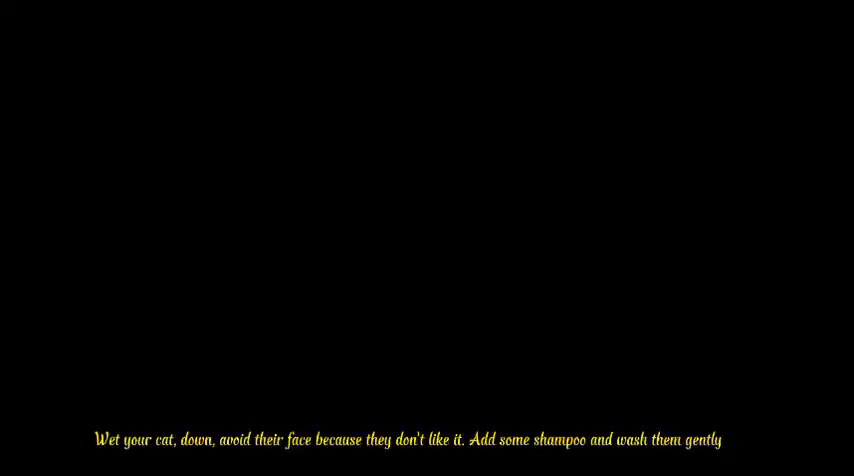 Wet your cat, down, avoid their face because they don't like it. Add some shampoo and wash them gently